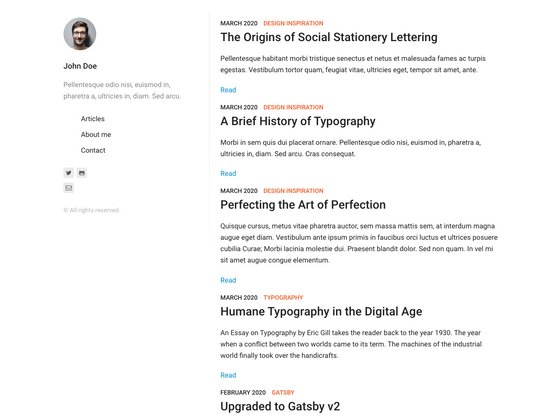 John Doe
Pellentesque odio nisi, euismod in,
pharetra a, ultricies in, diam. Sed arcu.
Articles
About me
Contact
© All rights reserved.
MARCH 2020 DESIGN INSPIRATION
The Origins of Social Stationery Lettering
Pellentesque habitant morbi tristique senectus et netus et malesuada fames ac turpis
egestas. Vestibulum tortor quam, feugiat vitae, ultricies eget, tempor sit amet, ante.
Read
MARCH 2020 DESIGN INSPIRATION
A Brief History of Typography
Morbi in sem quis dui placerat ornare. Pellentesque odio nisi, euismod in, pharetra a,
ultricies in, diam. Sed arcu. Cras consequat.
Read
MARCH 2020 DESIGN INSPIRATION
Perfecting the Art of Perfection
Quisque cursus, metus vitae pharetra auctor, sem massa mattis sem, at interdum magna
augue eget diam. Vestibulum ante ipsum primis in faucibus orci luctus et ultrices posuere
cubilia Curae; Morbi lacinia molestie dui. Praesent blandit dolor. Sed non quam. In vel mi
sit amet augue congue elementum.
Read
MARCH 2020 TYPOGRAPHY
Humane Typography in the Digital Age
An Essay on Typography by Eric Gill takes the reader back to the year 1930. The year
when a conflict between two worlds came to its term. The machines of the industrial
world finally took over the handicrafts.
Read
FEBRUARY 2020 GATSBY
Upgraded to Gatsby v2